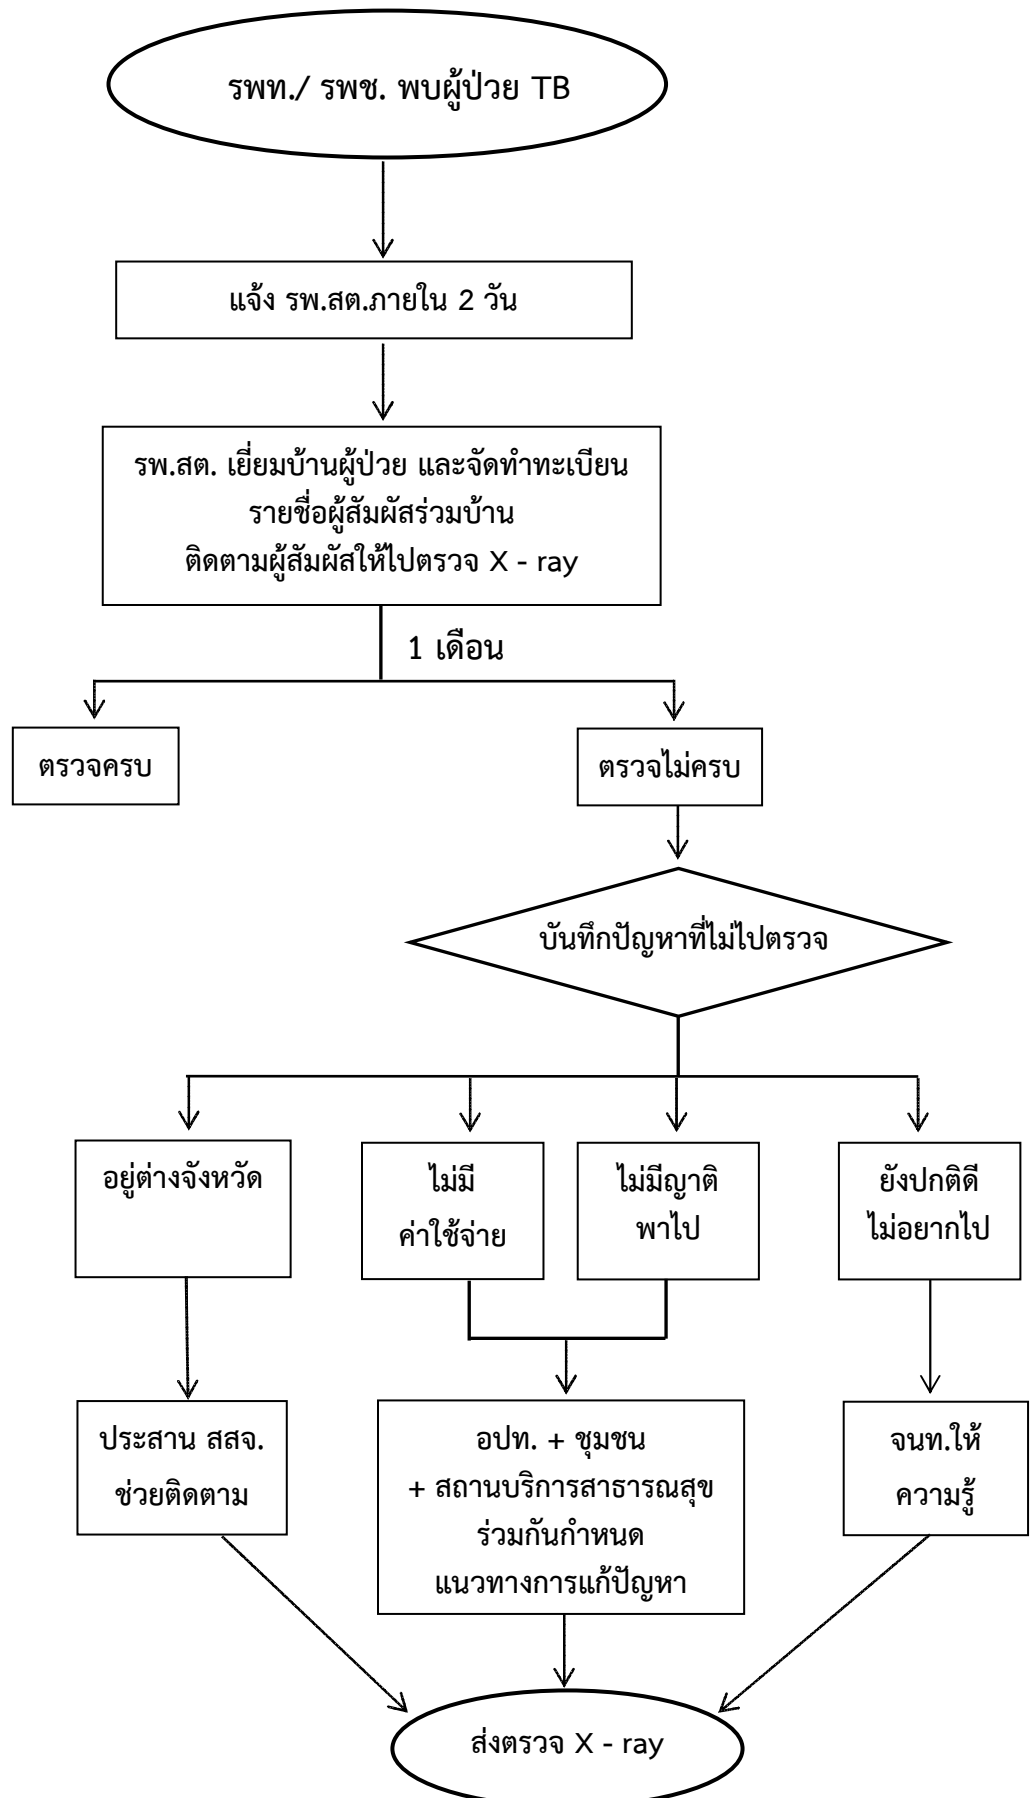 รพท./ รพช. พบผู้ป่วย TB
แจ้ง รพ.สต.ภายใน 2 วัน
รพ.สต. เยี่ยมบ้านผู้ป่วย และจัดทำทะเบียน
รายชื่อผู้สัมผัสร่วมบ้าน
ติดตามผู้สัมผัสให้ไปตรวจ X - ray
1 เดือน
ตรวจครบ
ตรวจไม่ครบ
บันทึกปัญหาที่ไม่ไปตรวจ
อยู่ต่างจังหวัด
ไม่มี
ค่าใช้จ่าย
ไม่มีญาติ
พาไป
ยังปกติดี
ไม่อยากไป
ประสาน สสจ.
ช่วยติดตาม
อปท. + ชุมชน
+ สถานบริการสาธารณสุข
ร่วมกันกำหนด
แนวทางการแก้ปัญหา
จนท.ให้
ความรู้
ส่งตรวจ X - ray